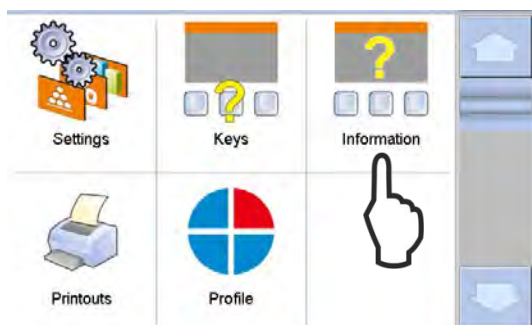 Settings
Keys
Information
Printouts
Profile